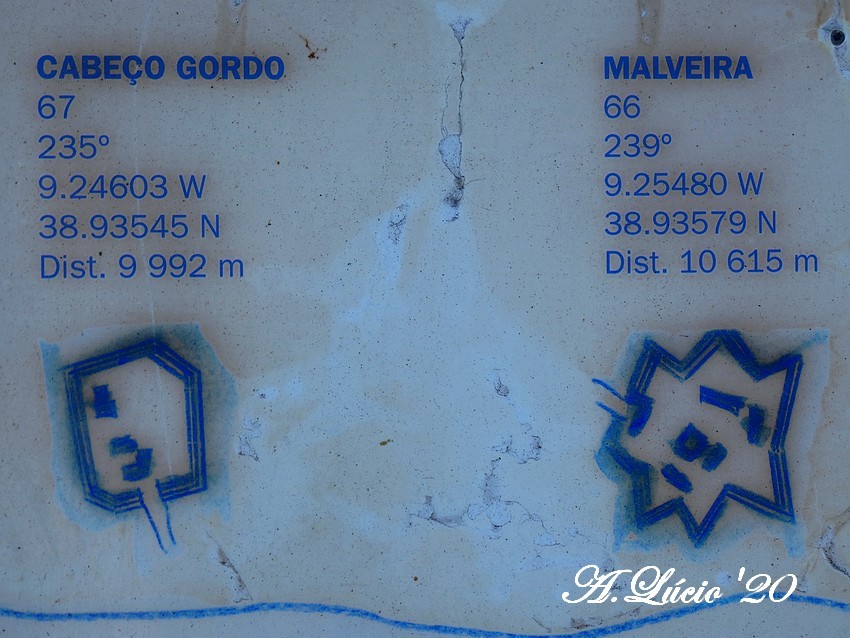 CABEÇO GORDO
67
235º
9.24603 W
38.93545 N
Dist. 9 992 m
MALVEIRA
66
239º
9.25480 W
38.93579 N
Dist. 10 615 m
A. Lúcio '20